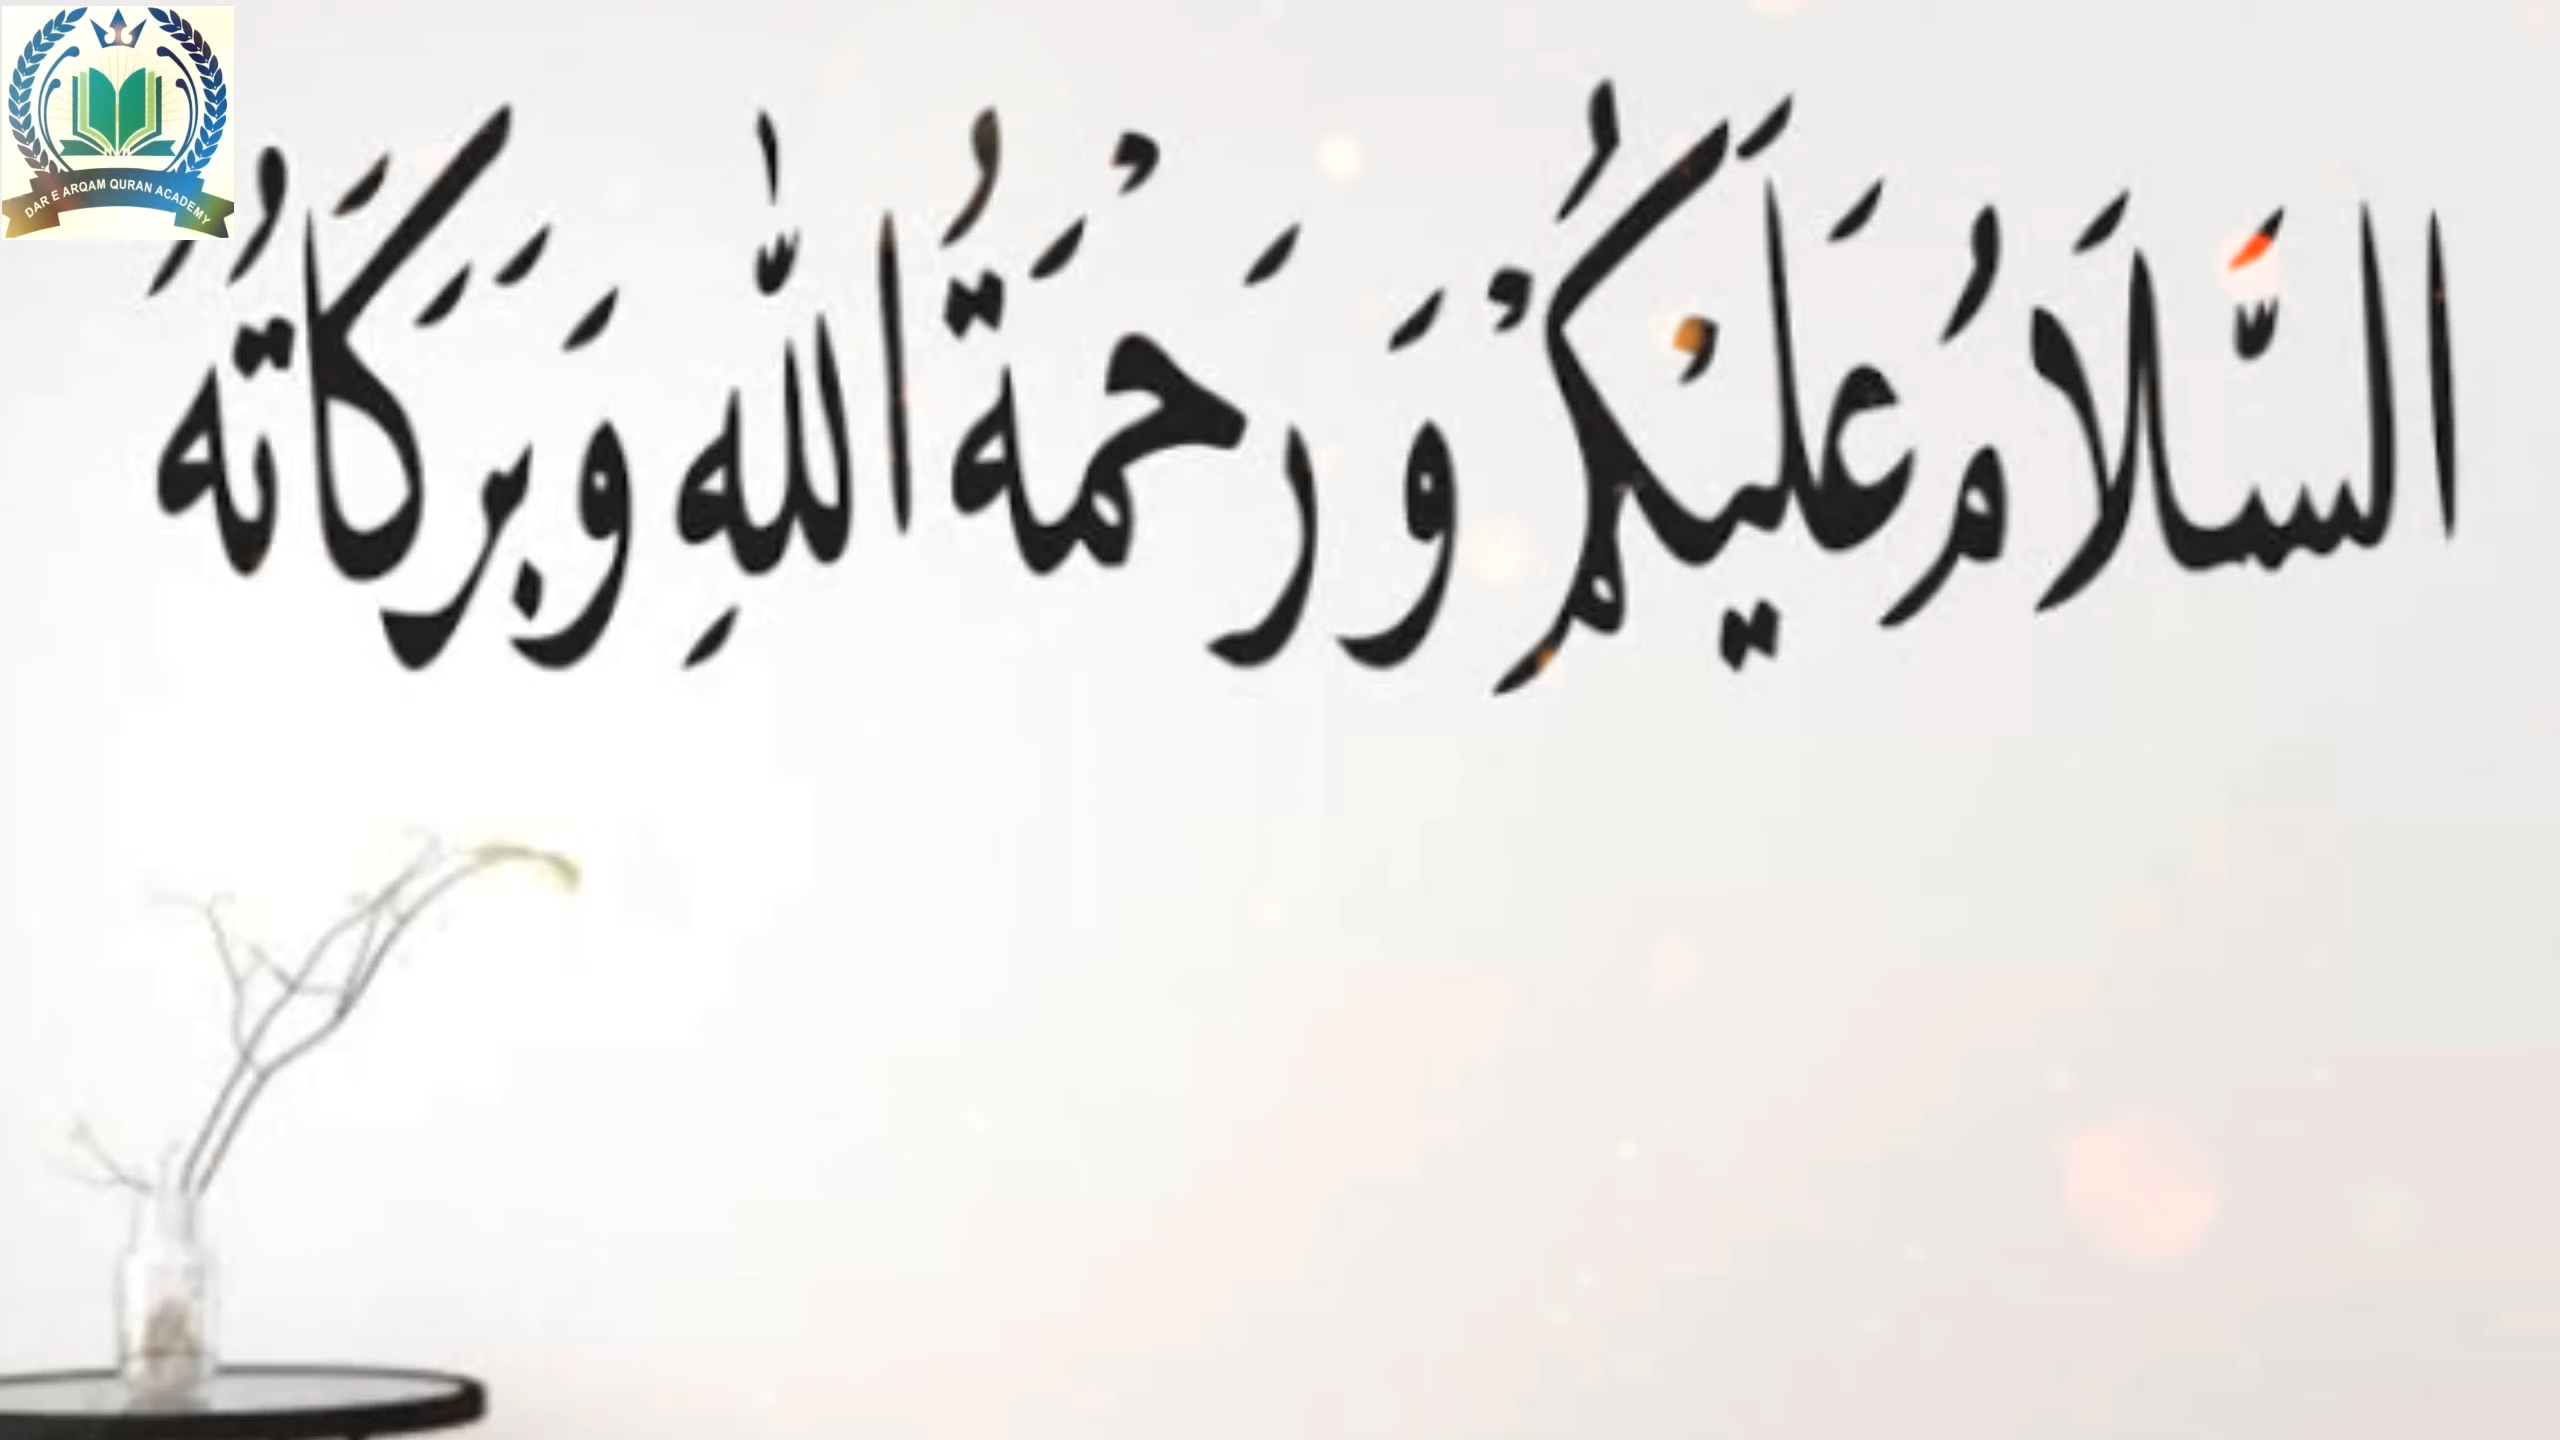 DAR E ARQAM QURAN ACADEMY
السَّلَامُ عَلَيْكُمْ وَ رَحْمَةُ اللّٰهِ وَبَرَكَاتُهُ